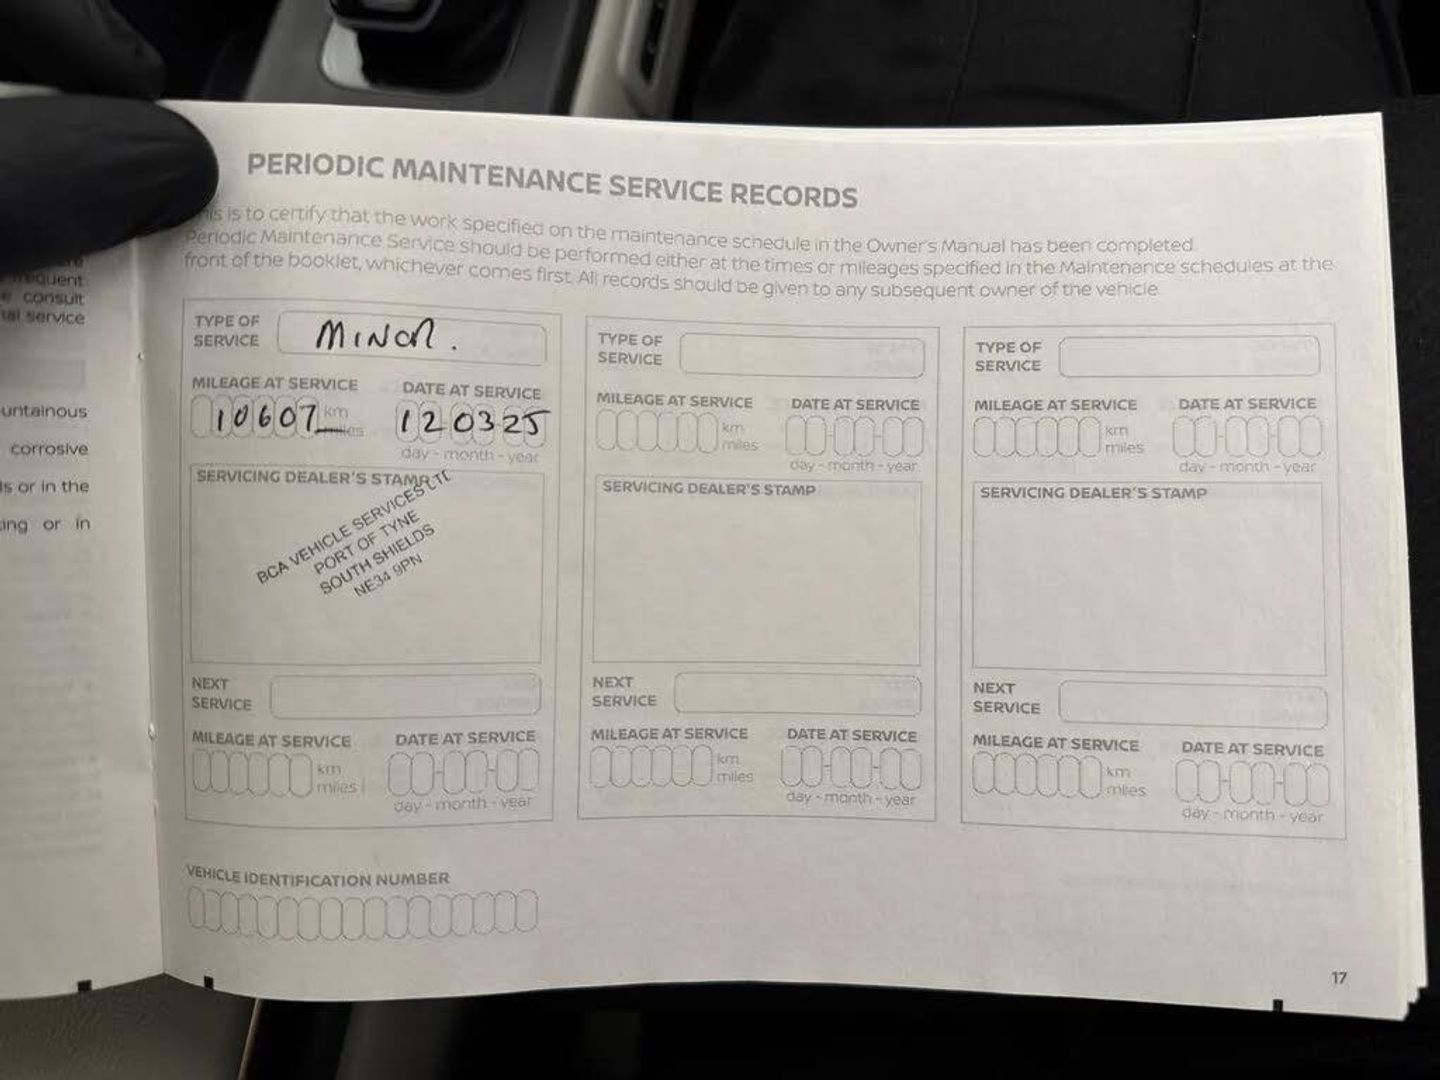 PERIODIC MAINTENANCE SERVICE RECORDS
This is to certify that the work specified on the maintenance schedule in the Owner's Manual has been completed.
Periodic Maintenance Service should be performed either at the times or mileages specified in the Maintenance schedules at the
front of the booklet, whichever comes first. All records should be given to any subsequent owner of the vehicle.
frequent
consult
service
untainous
corrosive
ls or in the
ing or in
TYPE OF
SERVICE
MINOR.
MILEAGE AT SERVICE
DATE AT SERVICE
10607 km
miles
120325
day - month - year
SERVICING DEALER'S STAMP
BCA VEHICLE SERVICES LTD
PORT OF TYNE
SOUTH SHIELDS
NE34 9PN
NEXT
SERVICE
MILEAGE AT SERVICE
DATE AT SERVICE
km
miles
day - month - year
TYPE OF
SERVICE
MILEAGE AT SERVICE
DATE AT SERVICE
km
miles
day - month - year
SERVICING DEALER'S STAMP
NEXT
SERVICE
MILEAGE AT SERVICE
DATE AT SERVICE
km
miles
day - month - year
TYPE OF
SERVICE
MILEAGE AT SERVICE
DATE AT SERVICE
km
miles
day - month - year
SERVICING DEALER'S STAMP
NEXT
SERVICE
MILEAGE AT SERVICE
DATE AT SERVICE
km
miles
day - month - year
VEHICLE IDENTIFICATION NUMBER
17